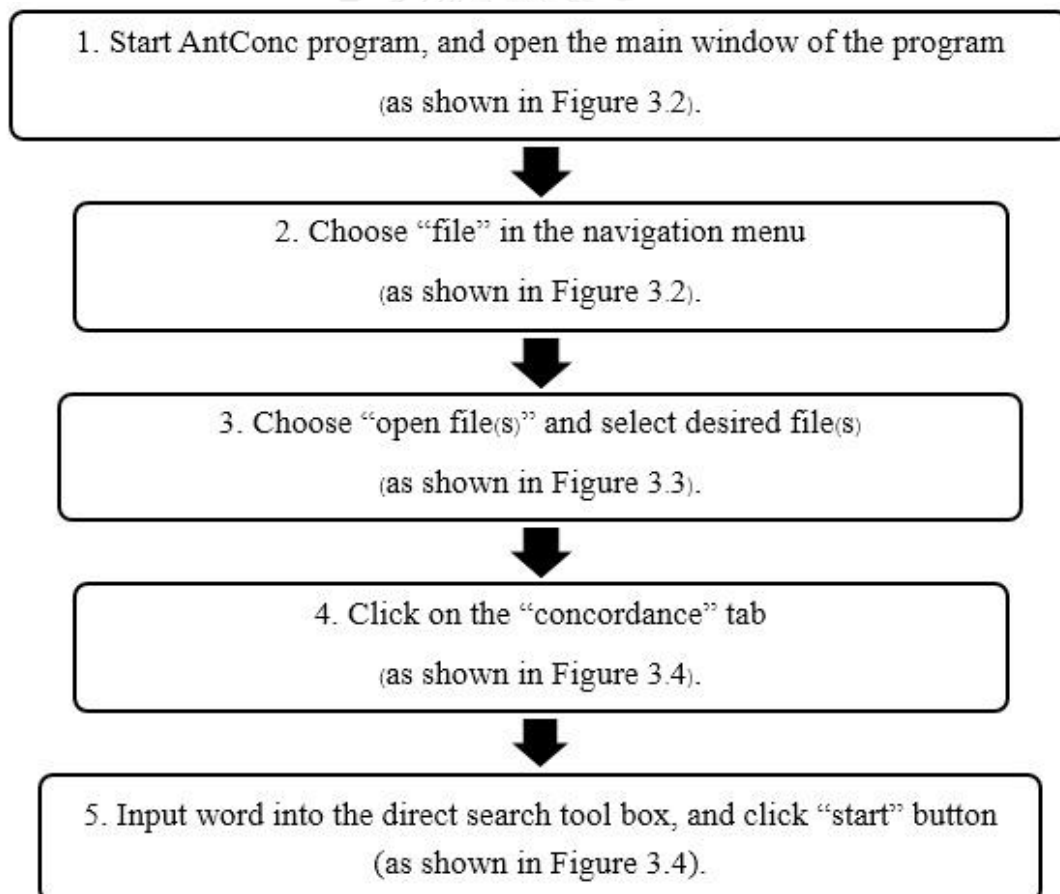 1. Start AntConc program, and open the main window of the program
(as shown in Figure 3.2).
2. Choose “file” in the navigation menu
(as shown in Figure 3.2).
3. Choose “open file(s)” and select desired file(s)
(as shown in Figure 3.3).
4. Click on the “concordance” tab
(as shown in Figure 3.4).
5. Input word into the direct search tool box, and click “start” button
(as shown in Figure 3.4).